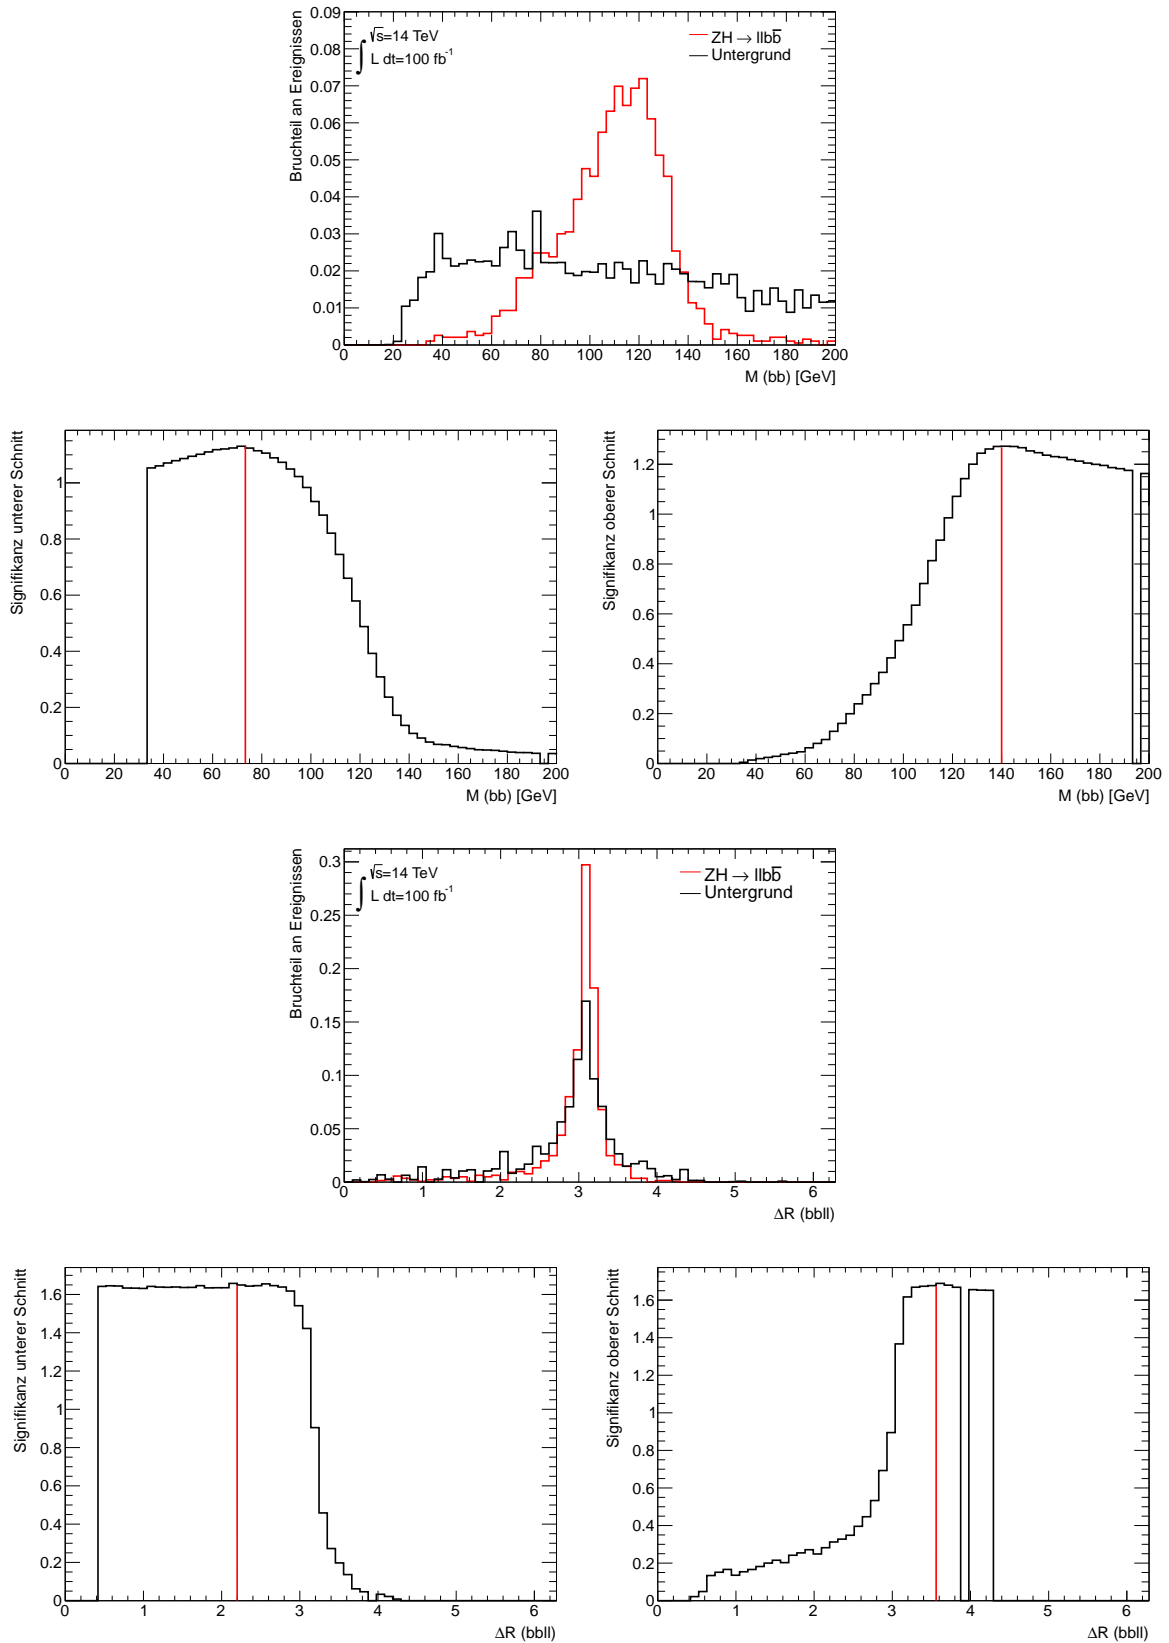 Bruchteil an Ereignissen
√s=14 TeV
∫ L dt=100 fb⁻¹
ZH → llbb̅
Untergrund
0.09
0.08
0.07
0.06
0.05
0.04
0.03
0.02
0.01
0
0 20 40 60 80 100 120 140 160 180 200
M (bb) [GeV]
Signifikanz unterer Schnitt
1
0.8
0.6
0.4
0.2
0
0 20 40 60 80 100 120 140 160 180 200
M (bb) [GeV]
Signifikanz oberer Schnitt
1.2
1
0.8
0.6
0.4
0.2
0
0 20 40 60 80 100 120 140 160 180 200
M (bb) [GeV]
Bruchteil an Ereignissen
√s=14 TeV
∫ L dt=100 fb⁻¹
ZH → llbb̅
Untergrund
0.3
0.25
0.2
0.15
0.1
0.05
0
0 1 2 3 4 5 6
ΔR (bbll)
Signifikanz unterer Schnitt
1.6
1.4
1.2
1
0.8
0.6
0.4
0.2
0
0 1 2 3 4 5 6
ΔR (bbll)
Signifikanz oberer Schnitt
1.6
1.4
1.2
1
0.8
0.6
0.4
0.2
0
0 1 2 3 4 5 6
ΔR (bbll)